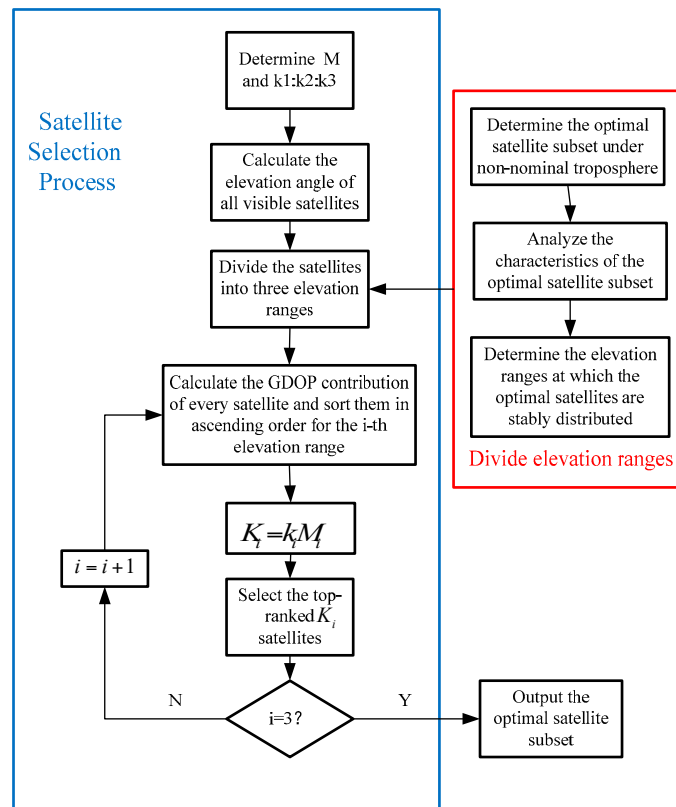 Determine M
and k1:k2:k3
Satellite
Selection
Process
Calculate the
elevation angle of
all visible satellites
Divide the satellites
into three elevation
ranges
Calculate the GDOP contribution
of every satellite and sort them in
ascending order for the i-th
elevation range
K_i=k_iM_i
i = i+1
Select the top-
ranked K_i
satellites
N
i=3?
Y
Output the
optimal satellite
subset
Determine the optimal
satellite subset under
non-nominal troposphere
Analyze the
characteristics of the
optimal satellite subset
Determine the elevation
ranges at which the
optimal satellites are
stably distributed
Divide elevation ranges